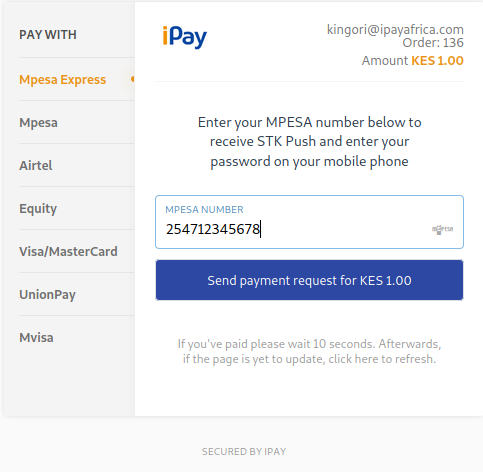 PAY WITH
Mpesa Express
Mpesa
Airtel
Equity
Visa/MasterCard
UnionPay
Mvisa
iPay
kingori@ipayafrica.com
Order: 136
Amount KES 1.00
Enter your MPESA number below to
receive STK Push and enter your
password on your mobile phone
MPESA NUMBER
254712345678
Send payment request for KES 1.00
If you've paid please wait 10 seconds. Afterwards,
if the page is yet to update, click here to refresh.
SECURED BY IPAY